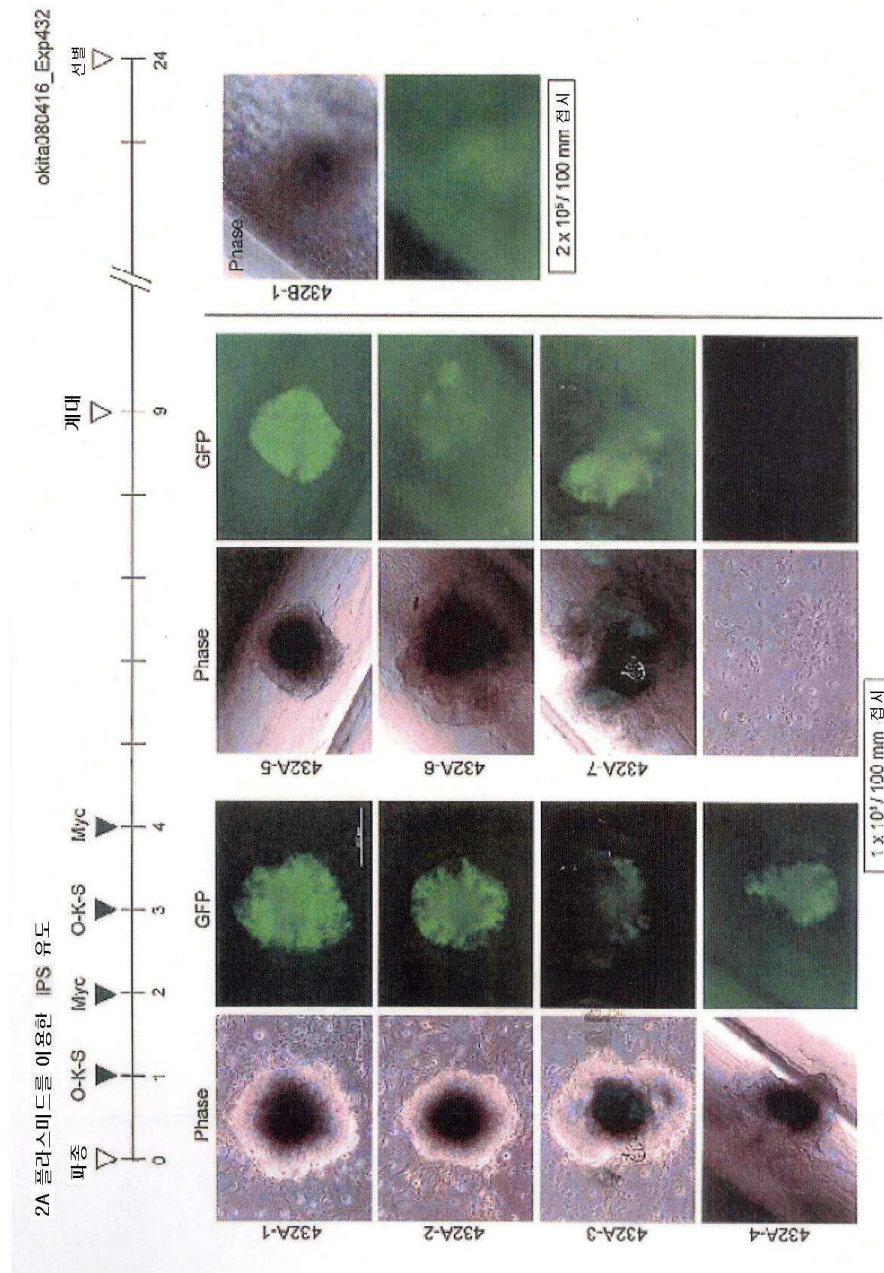 okita080416_Exp432
2A 플라스미드를 이용한 IPS 유도
파종 O-K-S Myc O-K-S Myc 계대 선별
0 1 2 3 4 9 24
Phase GFP Phase GFP
432A-1
432A-2
432A-3
432A-4
432A-5
432A-6
432A-7
432B-1
Phase
/ 100 mm 접시
2 x 10⁵/ 100 mm 접시